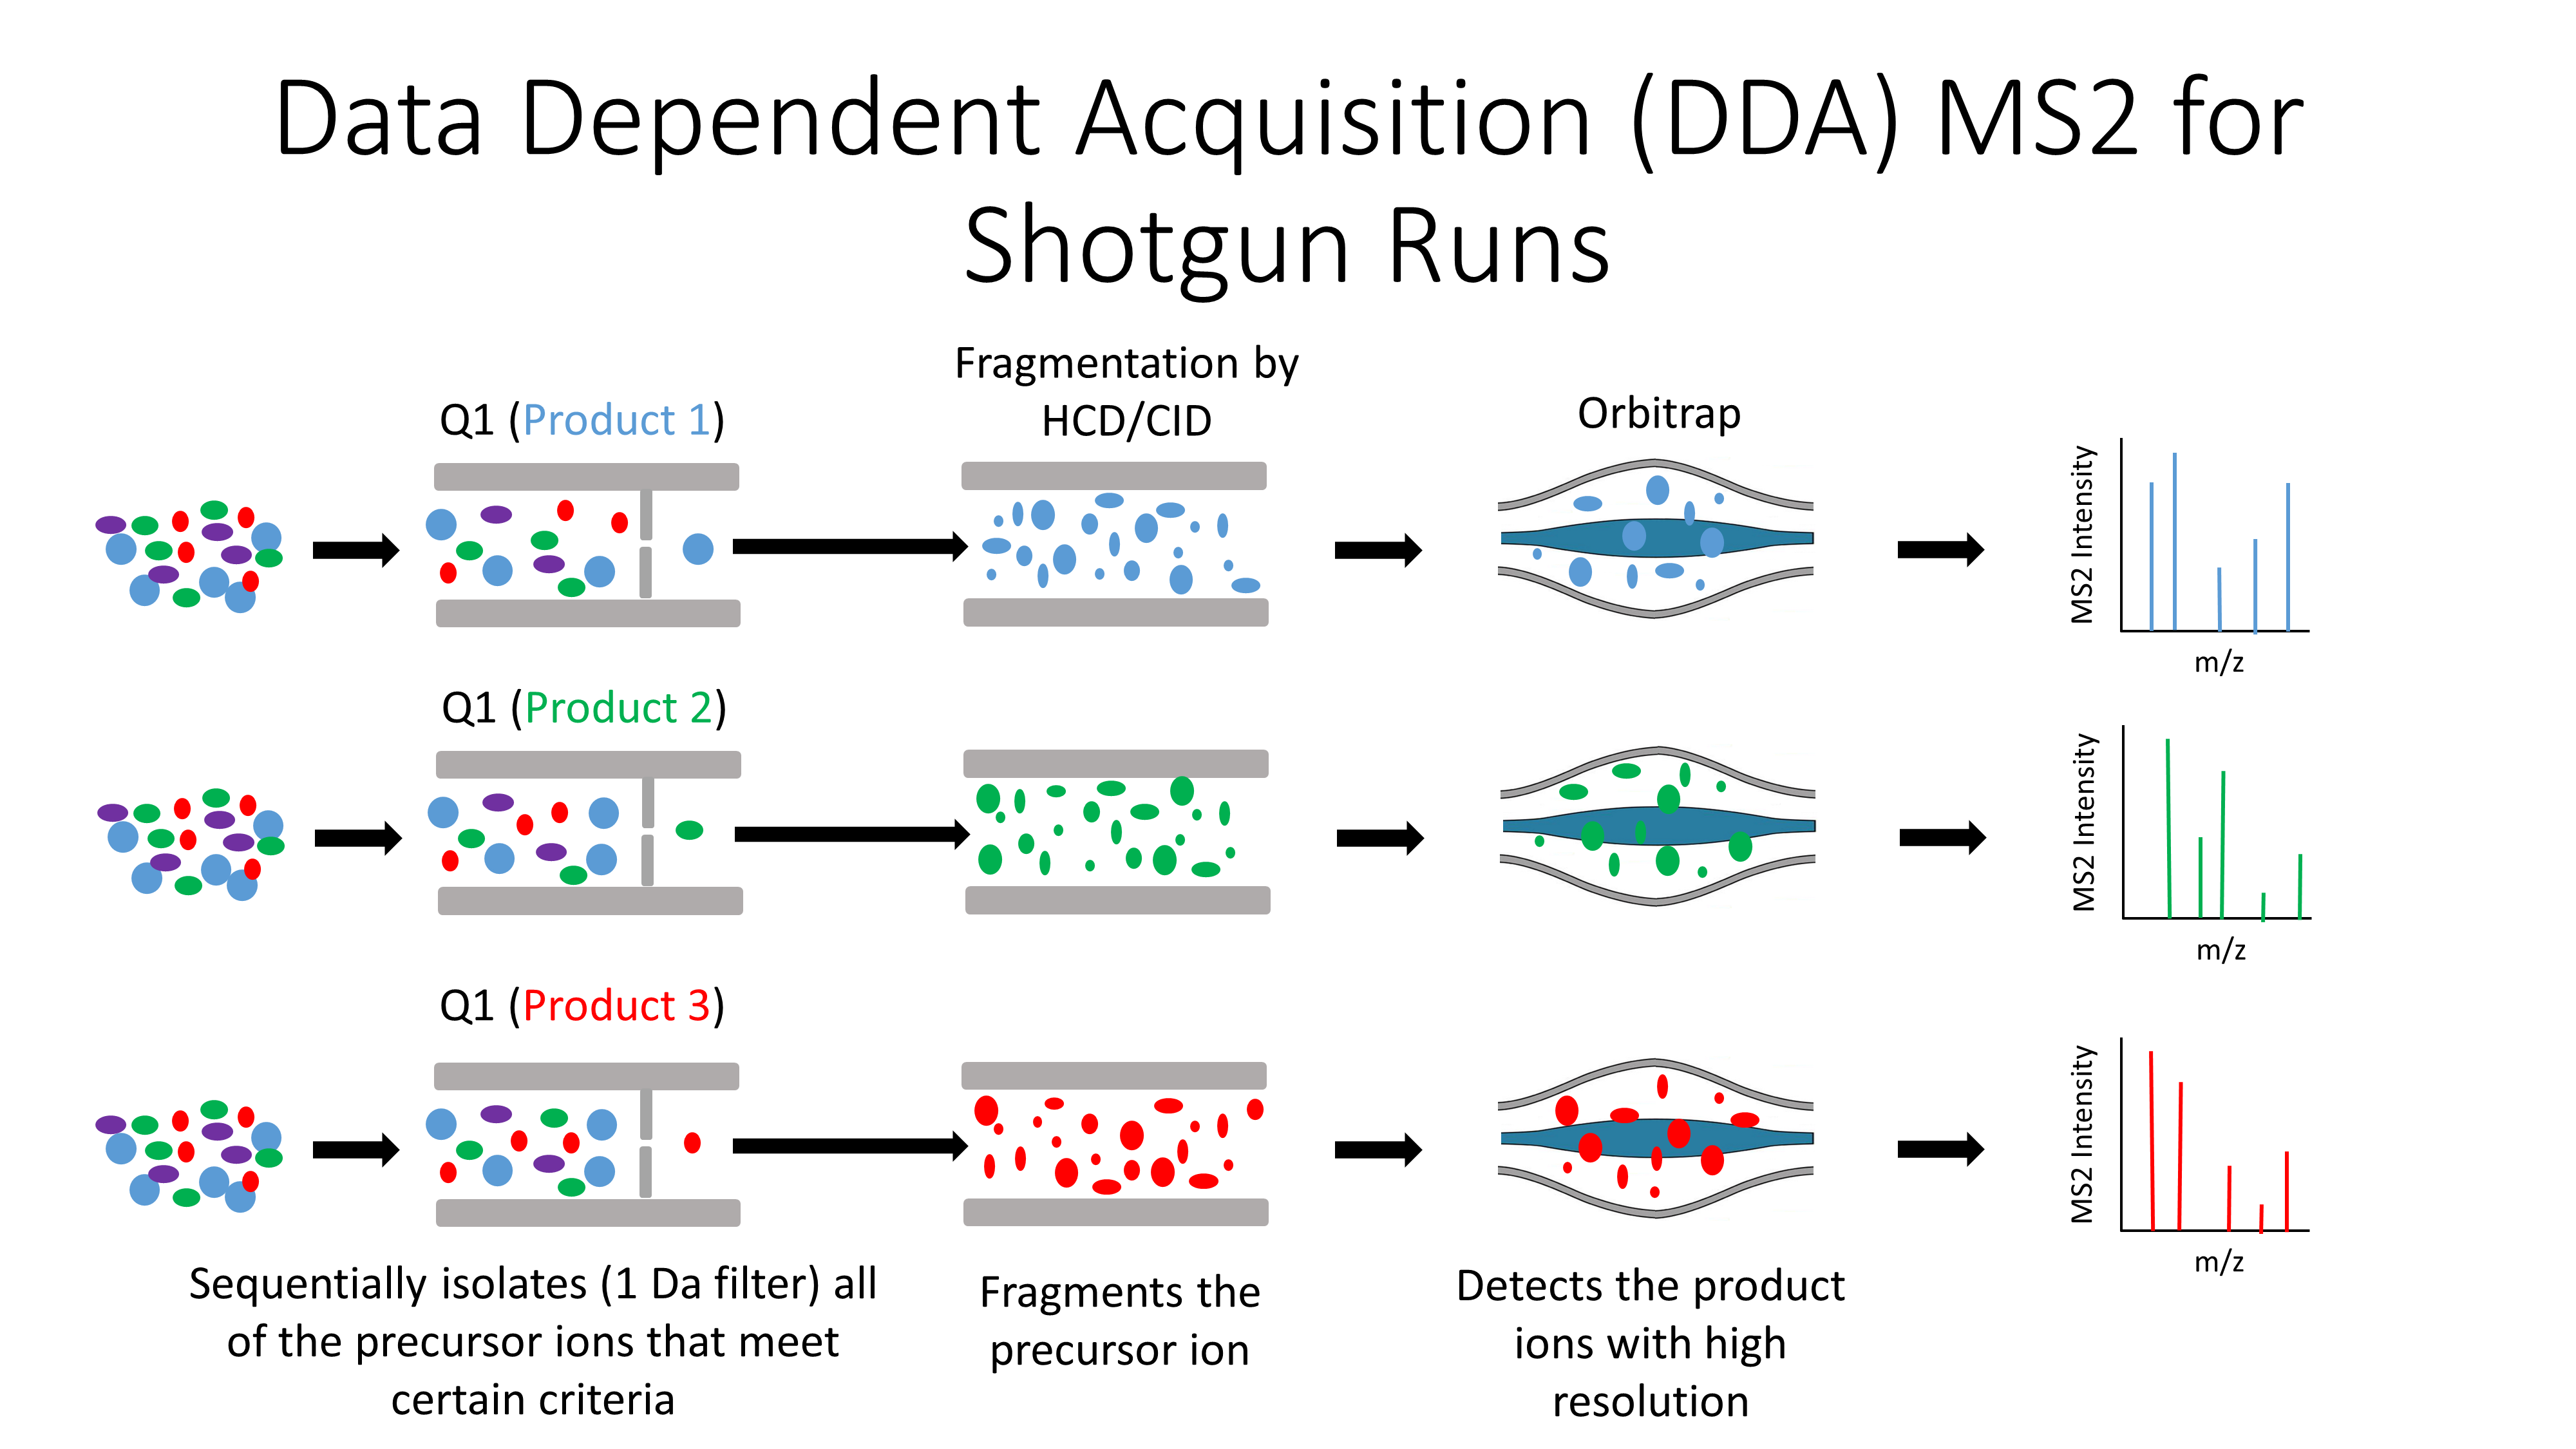 Data Dependent Acquisition (DDA) MS2 for
Shotgun Runs
Fragmentation by
HCD/CID
Q1 (Product 1)
Orbitrap
MS2 Intensity
m/z
Q1 (Product 2)
MS2 Intensity
m/z
Q1 (Product 3)
MS2 Intensity
m/z
Sequentially isolates (1 Da filter) all
of the precursor ions that meet
certain criteria
Fragments the
precursor ion
Detects the product
ions with high
resolution